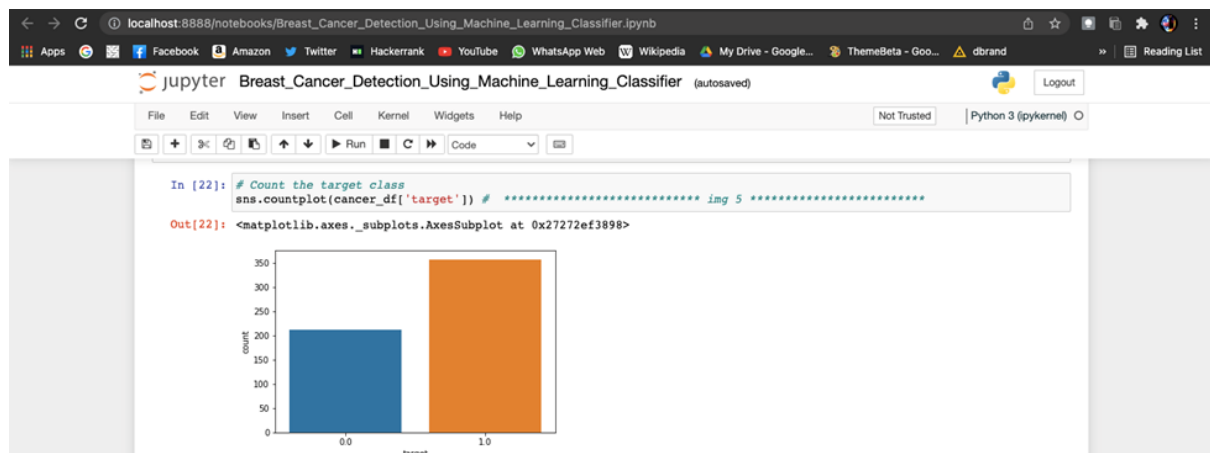 localhost:8888/notebooks/Breast_Cancer_Detection_Using_Machine_Learning_Classifier.ipynb
Apps Facebook Amazon Twitter Hackerrank YouTube WhatsApp Web Wikipedia My Drive - Google... ThemeBeta - Goo... dbrand » Reading List
jupyter Breast_Cancer_Detection_Using_Machine_Learning_Classifier (autosaved) Logout
File Edit View Insert Cell Kernel Widgets Help Not Trusted Python 3 (ipykernel)
Run Code
In [22]: # Count the target class
sns.countplot(cancer_df['target']) # **************************** img 5 *************************
Out[22]: <matplotlib.axes._subplots.AxesSubplot at 0x27272ef3898>
350
300
250
200
150
100
50
0
count
0.0 1.0